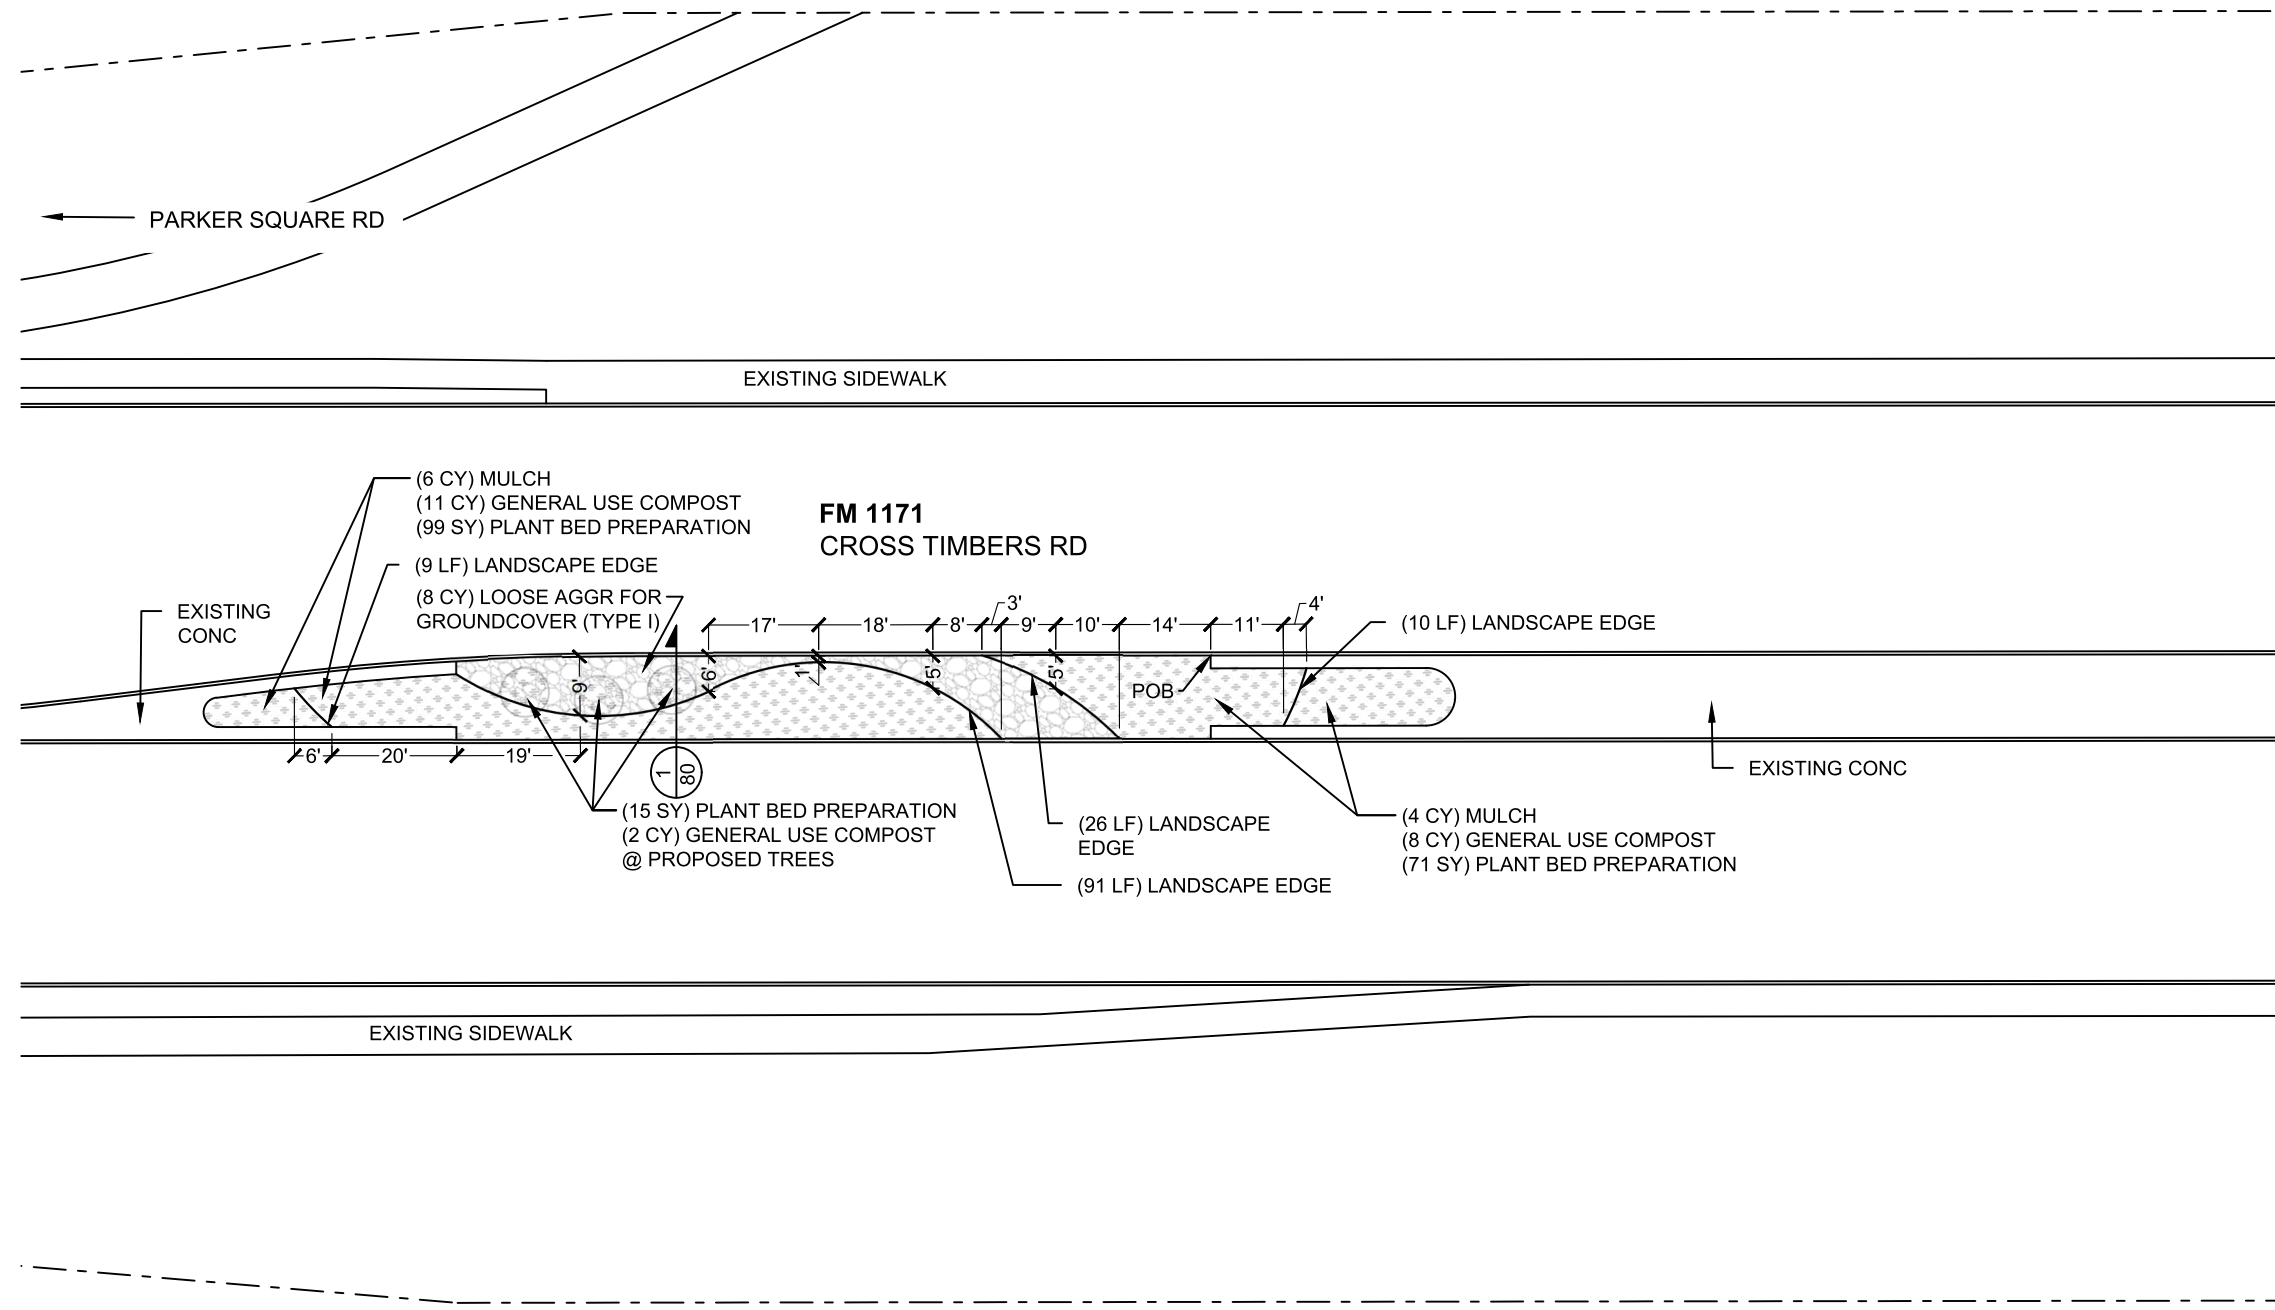 PARKER SQUARE RD
EXISTING SIDEWALK
(6 CY) MULCH
(11 CY) GENERAL USE COMPOST
(99 SY) PLANT BED PREPARATION
FM 1171
CROSS TIMBERS RD
(9 LF) LANDSCAPE EDGE
(8 CY) LOOSE AGGR FOR
GROUNDCOVER (TYPE I)
EXISTING
CONC
17'
18'
8'
3'
9'
10'
14'
11'
4'
(10 LF) LANDSCAPE EDGE
9'
6'
1'
5'
5'
POB
6'
20'
19'
1
80
EXISTING CONC
(15 SY) PLANT BED PREPARATION
(2 CY) GENERAL USE COMPOST
@ PROPOSED TREES
(26 LF) LANDSCAPE
EDGE
(91 LF) LANDSCAPE EDGE
(4 CY) MULCH
(8 CY) GENERAL USE COMPOST
(71 SY) PLANT BED PREPARATION
EXISTING SIDEWALK